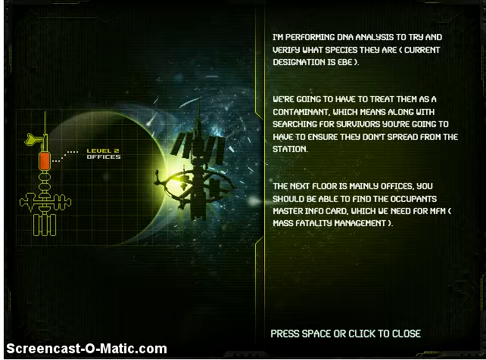 I'M PERFORMING DNA ANALYSIS TO TRY AND
VERIFY WHAT SPECIES THEY ARE ( CURRENT
DESIGNATION IS EBE ).
WE'RE GOING TO HAVE TO TREAT THEM AS A
CONTAMINANT, WHICH MEANS ALONG WITH
SEARCHING FOR SURVIVORS YOU'RE GOING TO
HAVE TO ENSURE THEY DON'T SPREAD FROM THE
STATION.
LEVEL 2
OFFICES
THE NEXT FLOOR IS MAINLY OFFICES, YOU
SHOULD BE ABLE TO FIND THE OCCUPANTS
MASTER INFO CARD, WHICH WE NEED FOR MFM (
MASS FATALITY MANAGEMENT ).
PRESS SPACE OR CLICK TO CLOSE
Screencast-O-Matic.com